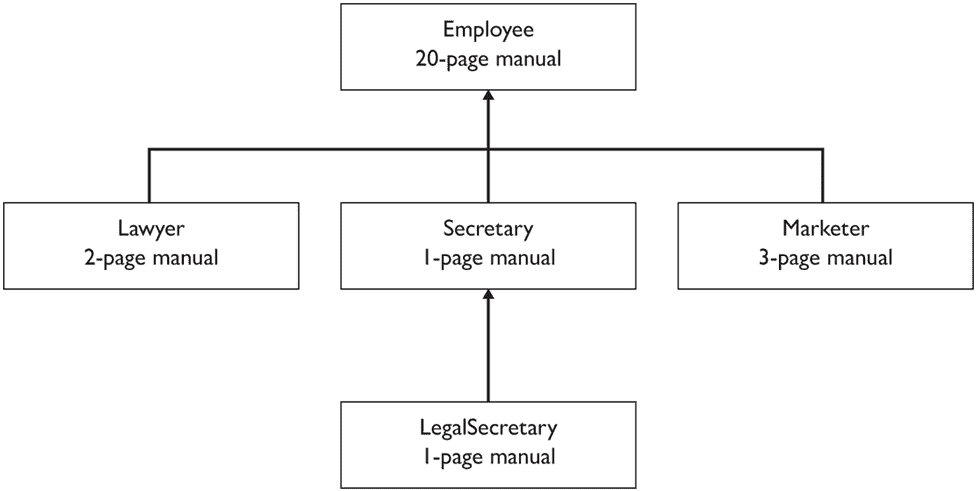 Employee
20-page manual
Lawyer
2-page manual
Secretary
1-page manual
Marketer
3-page manual
LegalSecretary
1-page manual